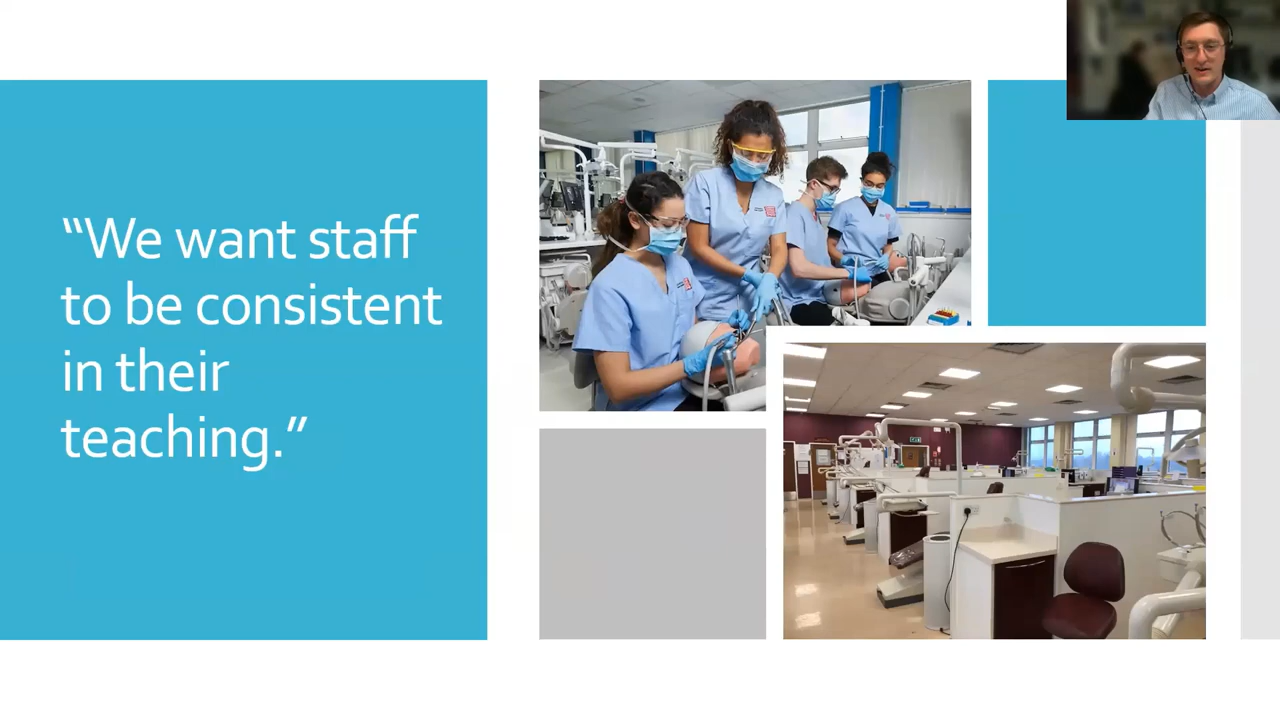 “We want staff
to be consistent
in their
teaching.”